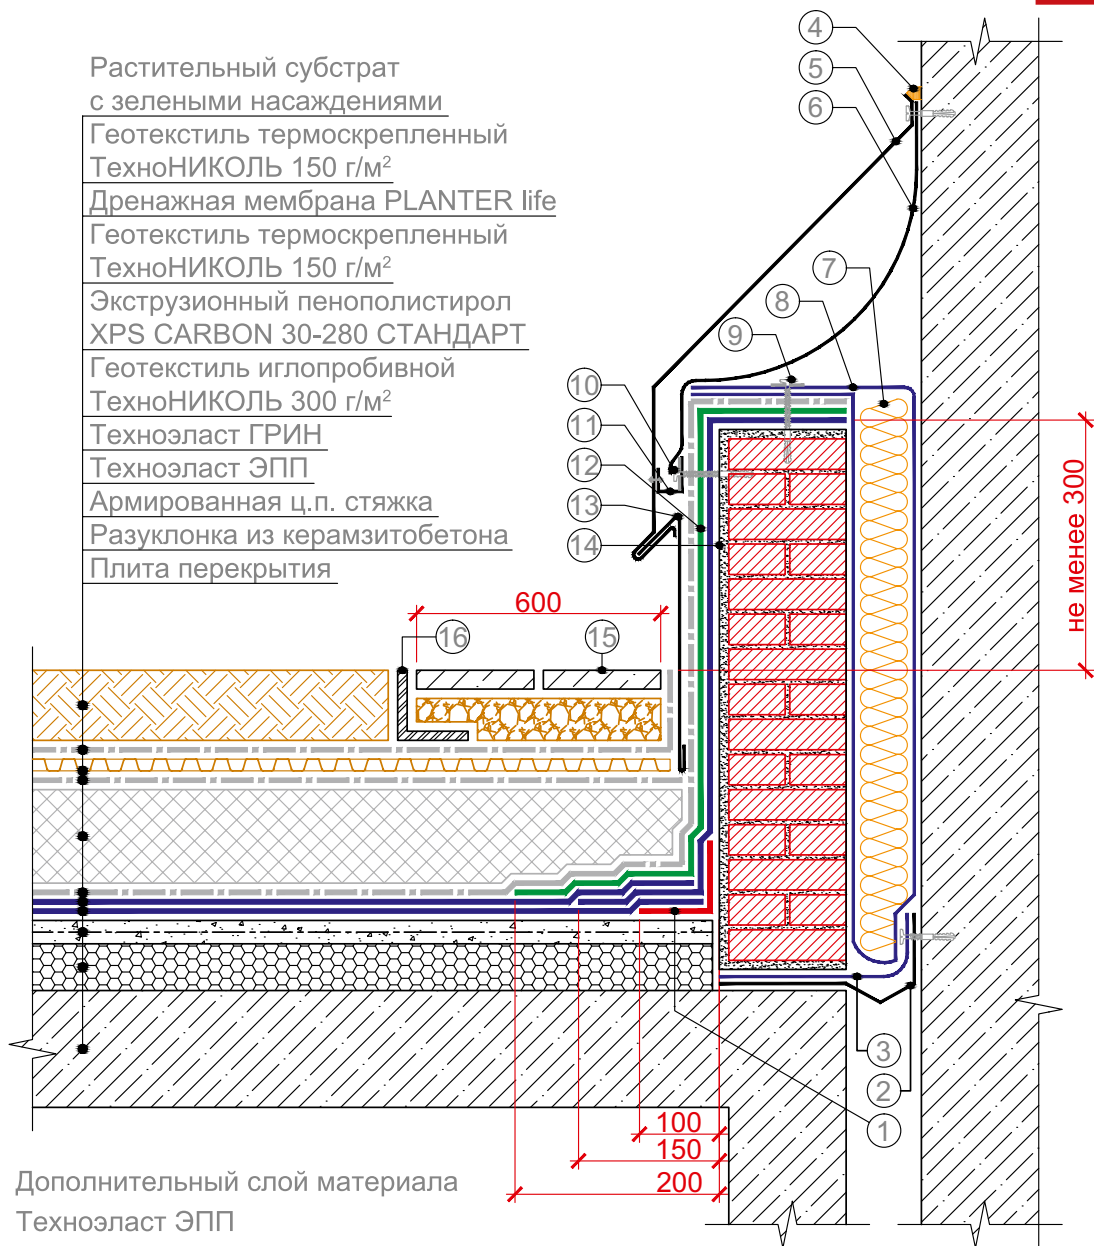 Растительный субстрат
с зелеными насаждениями
Геотекстиль термоскрепленный
ТехноНИКОЛЬ 150 г/м²
Дренажная мембрана PLANTER life
Геотекстиль термоскрепленный
ТехноНИКОЛЬ 150 г/м²
Экструзионный пенополистирол
XPS CARBON 30-280 СТАНДАРТ
Геотекстиль иглопробивной
ТехноНИКОЛЬ 300 г/м²
Техноэласт ГРИН
Техноэласт ЭПП
Армированная ц.п. стяжка
Разуклонка из керамзитобетона
Плита перекрытия
4
5
6
7
8
9
10
11
12
13
14
не менее 300
600
16
15
3
2
1
100
150
200
Дополнительный слой материала
Техноэласт ЭПП